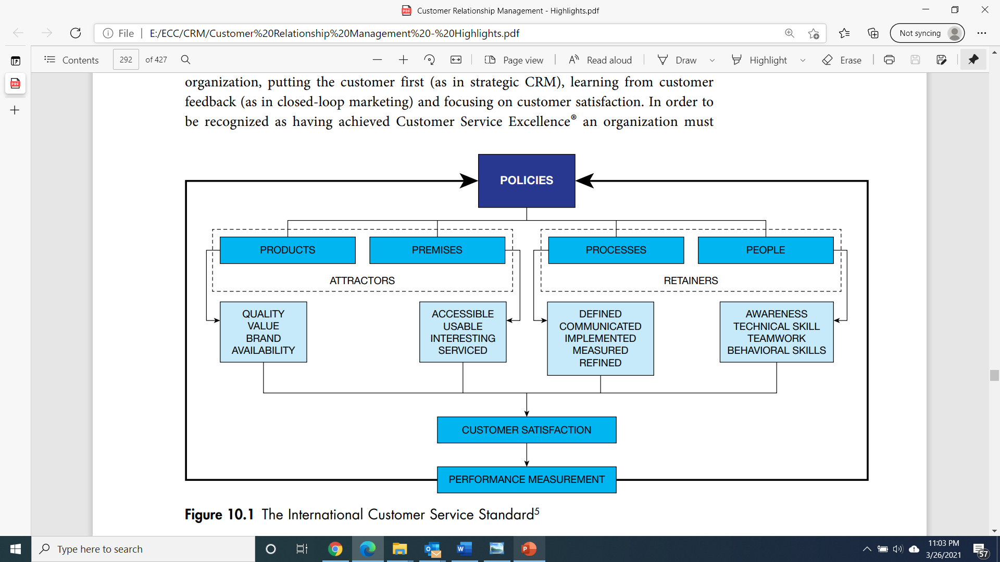 Customer Relationship Management - Highlights.pdf
File
E:/ECC/CRM/Customer%20Relationship%20Management%20-%20Highlights.pdf
Not syncing
Contents
292
of 427
Page view
Read aloud
Draw
Highlight
Erase
organization, putting the customer first (as in strategic CRM), learning from customer
feedback (as in closed-loop marketing) and focusing on customer satisfaction. In order to
be recognized as having achieved Customer Service Excellence® an organization must
POLICIES
PRODUCTS
PREMISES
PROCESSES
PEOPLE
ATTRACTORS
RETAINERS
QUALITY
VALUE
BRAND
AVAILABILITY
ACCESSIBLE
USABLE
INTERESTING
SERVICED
DEFINED
COMMUNICATED
IMPLEMENTED
MEASURED
REFINED
AWARENESS
TECHNICAL SKILL
TEAMWORK
BEHAVIORAL SKILLS
CUSTOMER SATISFACTION
PERFORMANCE MEASUREMENT
Figure 10.1 The International Customer Service Standard⁵
Type here to search
11:03 PM
3/26/2021
57